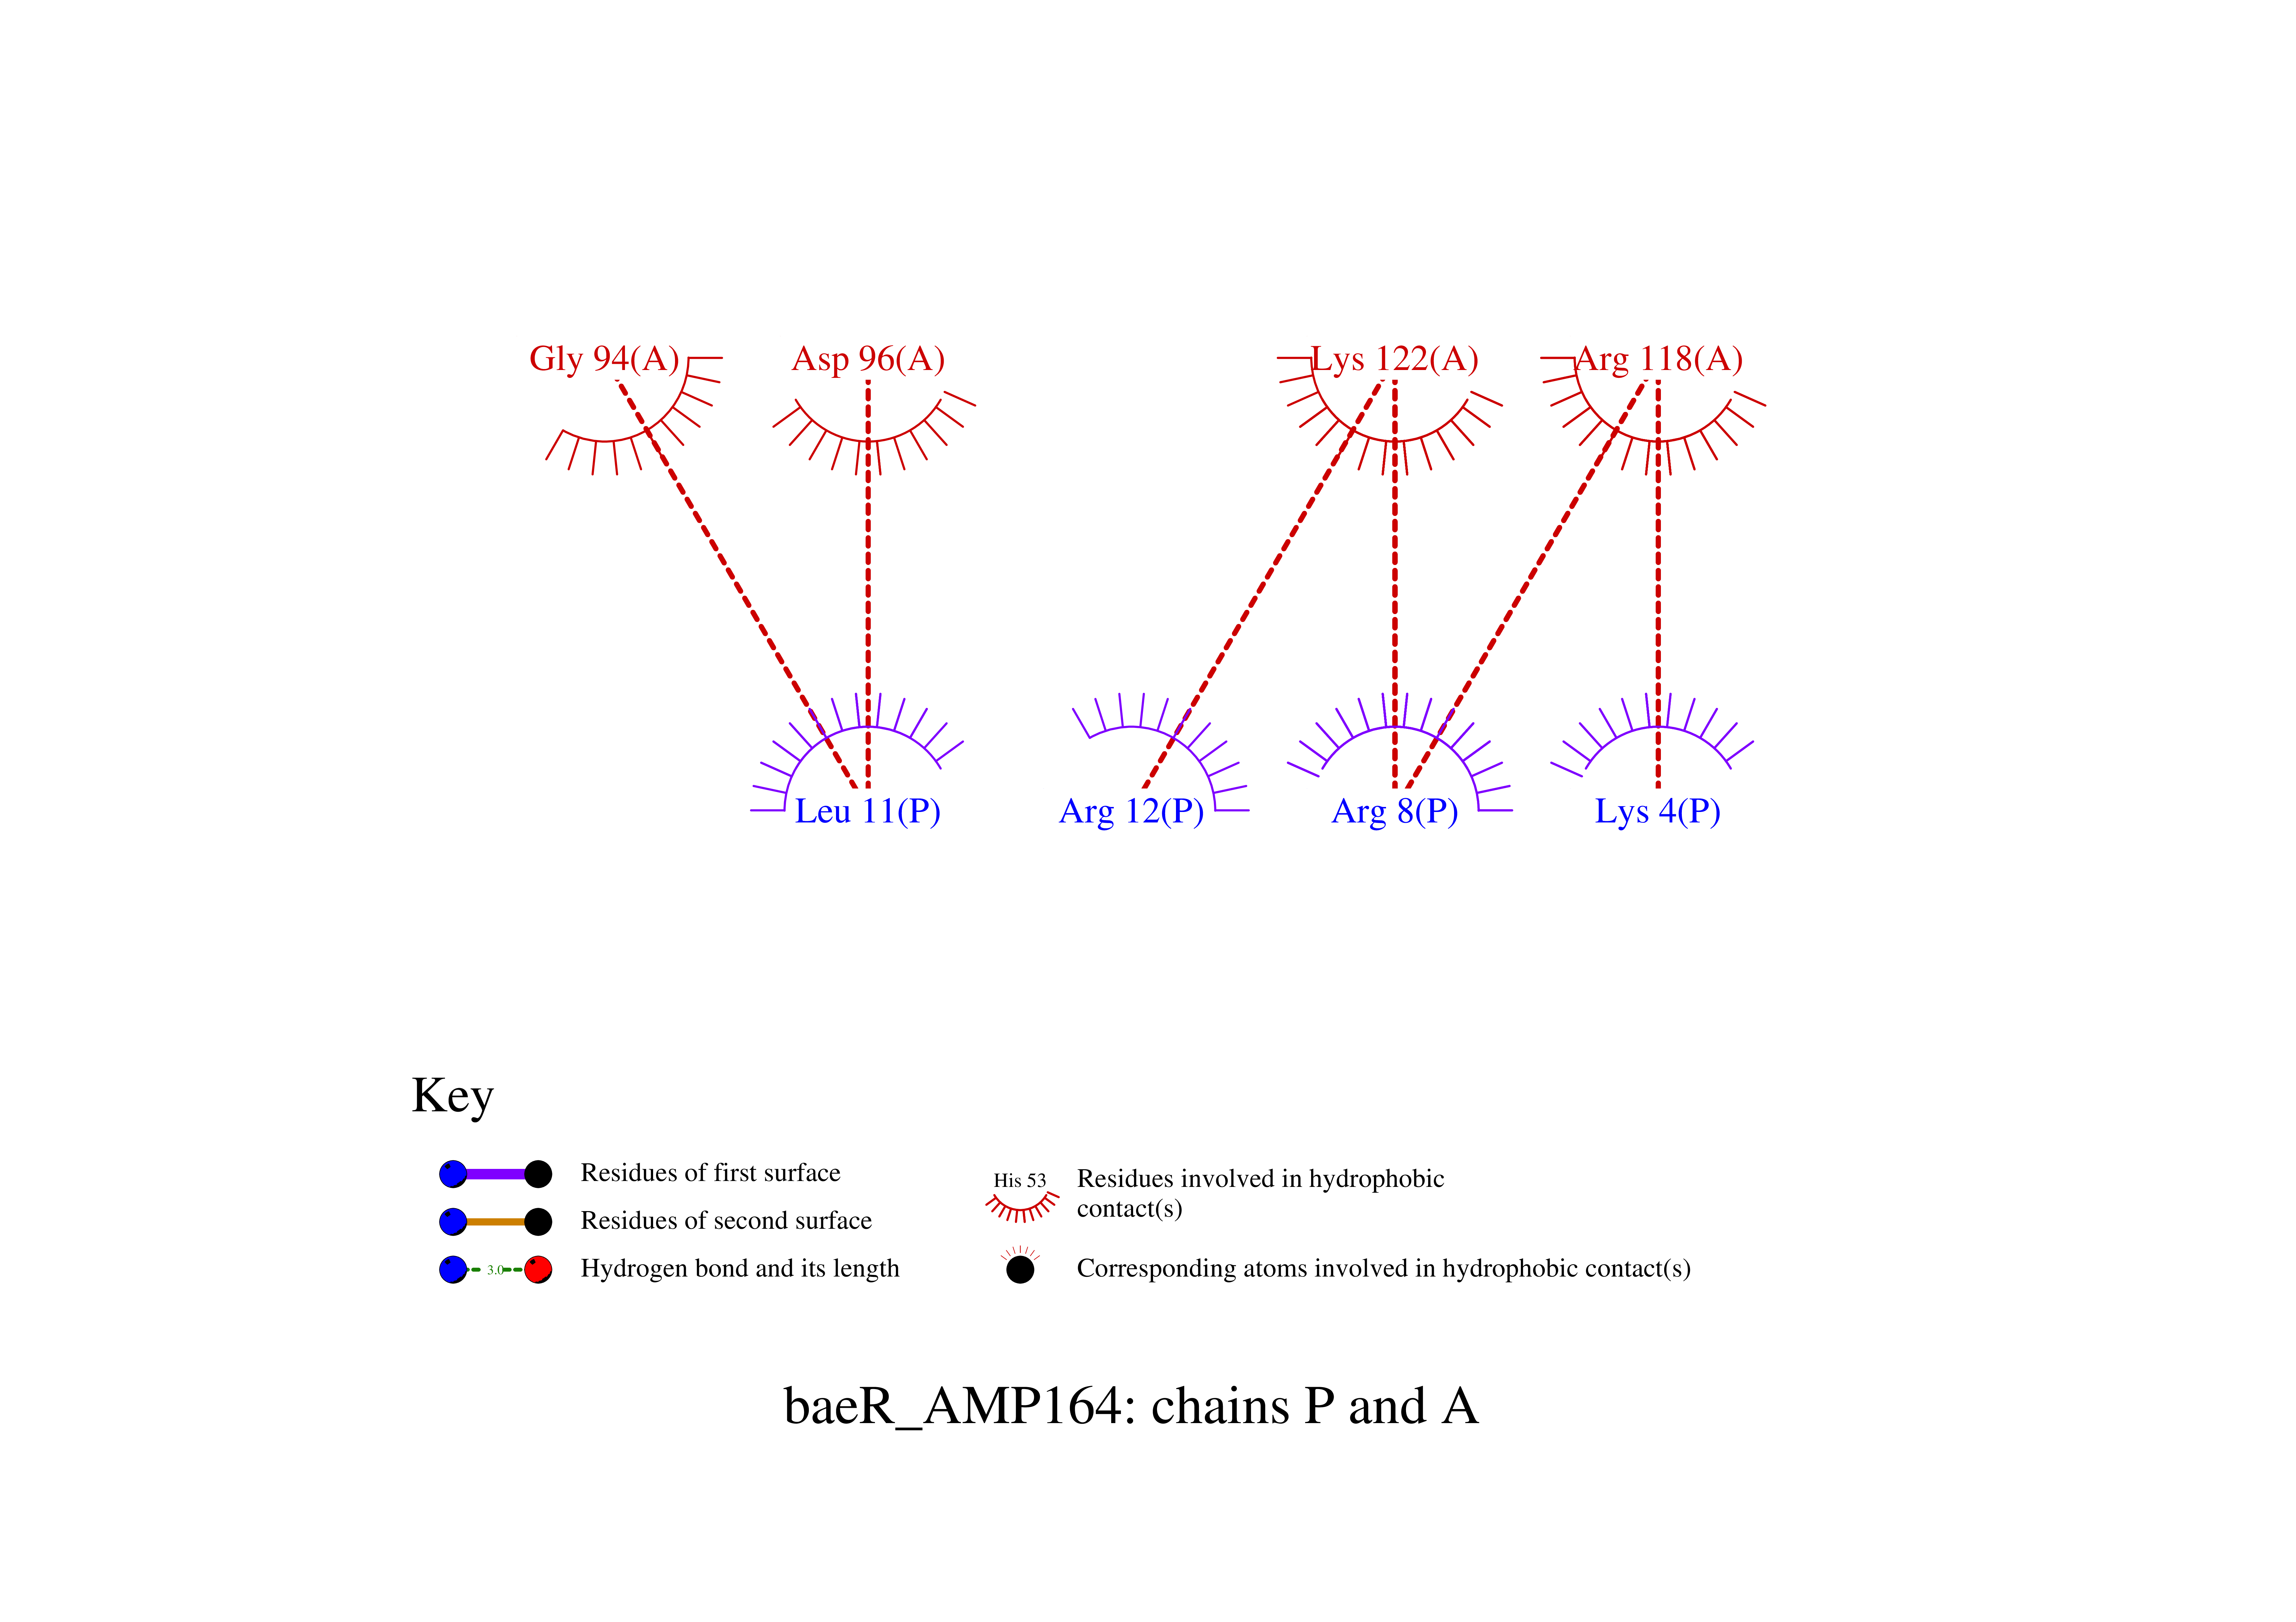 Gly 94(A) Asp 96(A) Lys 122(A) Arg 118(A)
Leu 11(P) Arg 12(P) Arg 8(P) Lys 4(P)
Key
Residues of first surface
Residues of second surface
3.0 Hydrogen bond and its length
His 53 Residues involved in hydrophobic
contact(s)
Corresponding atoms involved in hydrophobic contact(s)
baeR_AMP164: chains P and A